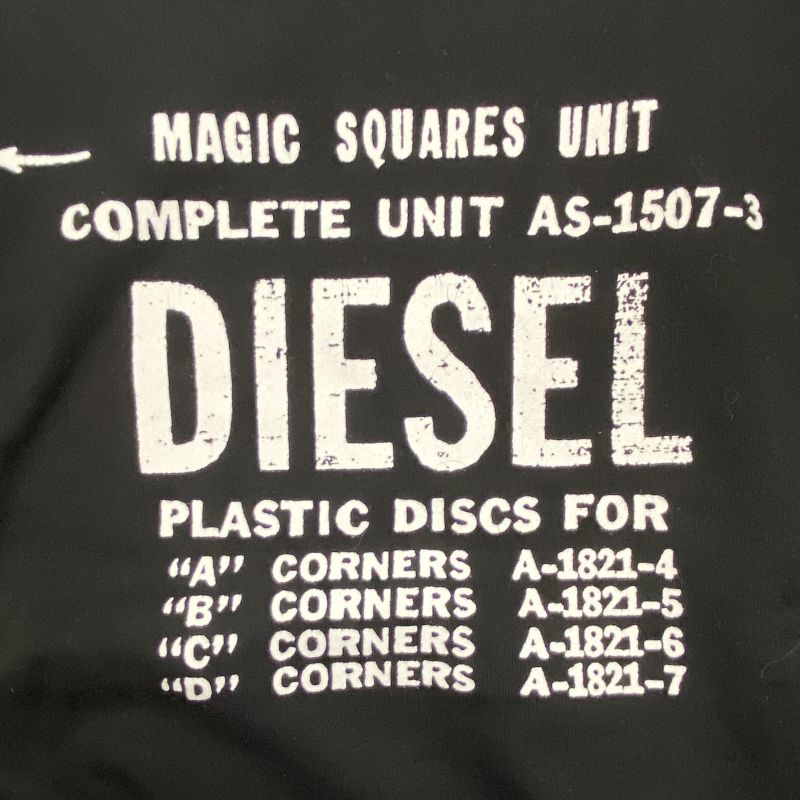 MAGIC SQUARES UNIT
COMPLETE UNIT AS-1507-3
DIESEL
PLASTIC DISCS FOR
“A” CORNERS A-1821-4
“B” CORNERS A-1821-5
“C” CORNERS A-1821-6
“D” CORNERS A-1821-7